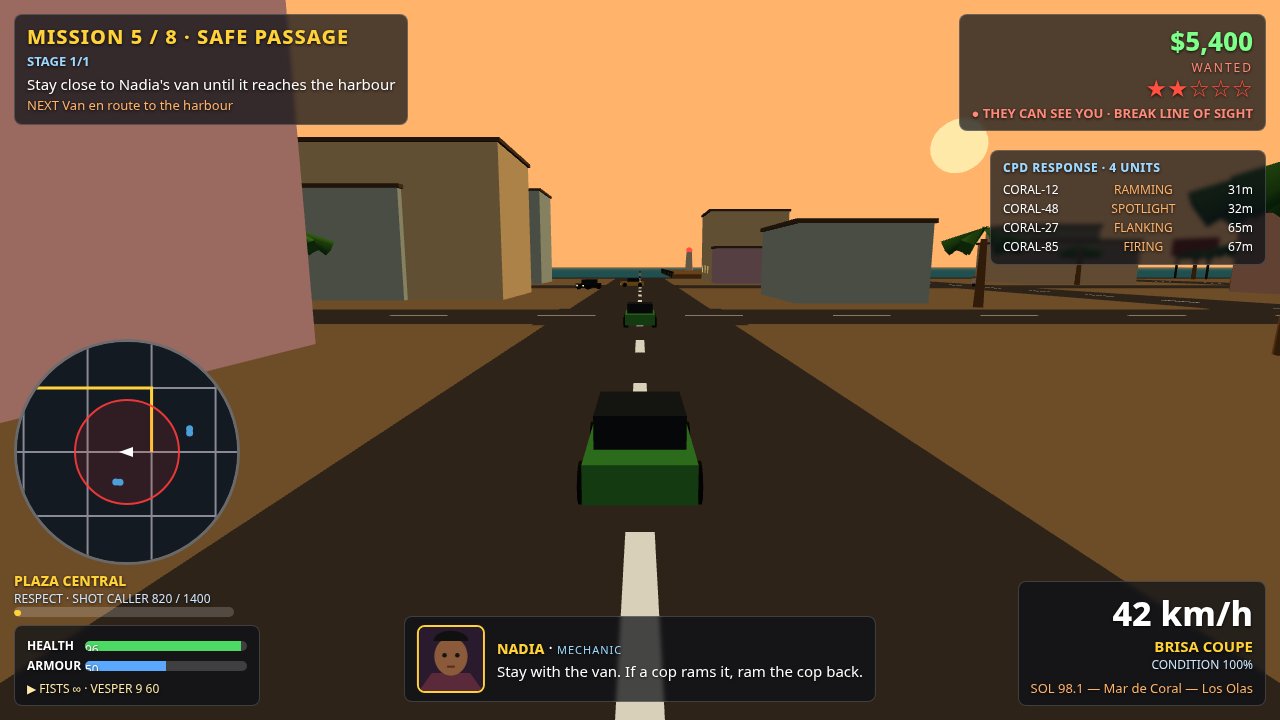 MISSION 5 / 8 · SAFE PASSAGE
STAGE 1/1
Stay close to Nadia's van until it reaches the harbour
NEXT Van en route to the harbour
$5,400
WANTED
★★☆☆☆
● THEY CAN SEE YOU · BREAK LINE OF SIGHT
CPD RESPONSE · 4 UNITS
CORAL-12 RAMMING 31m
CORAL-48 SPOTLIGHT 32m
CORAL-27 FLANKING 65m
CORAL-85 FIRING 67m
PLAZA CENTRAL
RESPECT · SHOT CALLER 820 / 1400
HEALTH 96
ARMOUR 50
▶ FISTS ∞ · VESPER 9 60
NADIA · MECHANIC
Stay with the van. If a cop rams it, ram the cop back.
42 km/h
BRISA COUPE
CONDITION 100%
SOL 98.1 — Mar de Coral — Los Olas